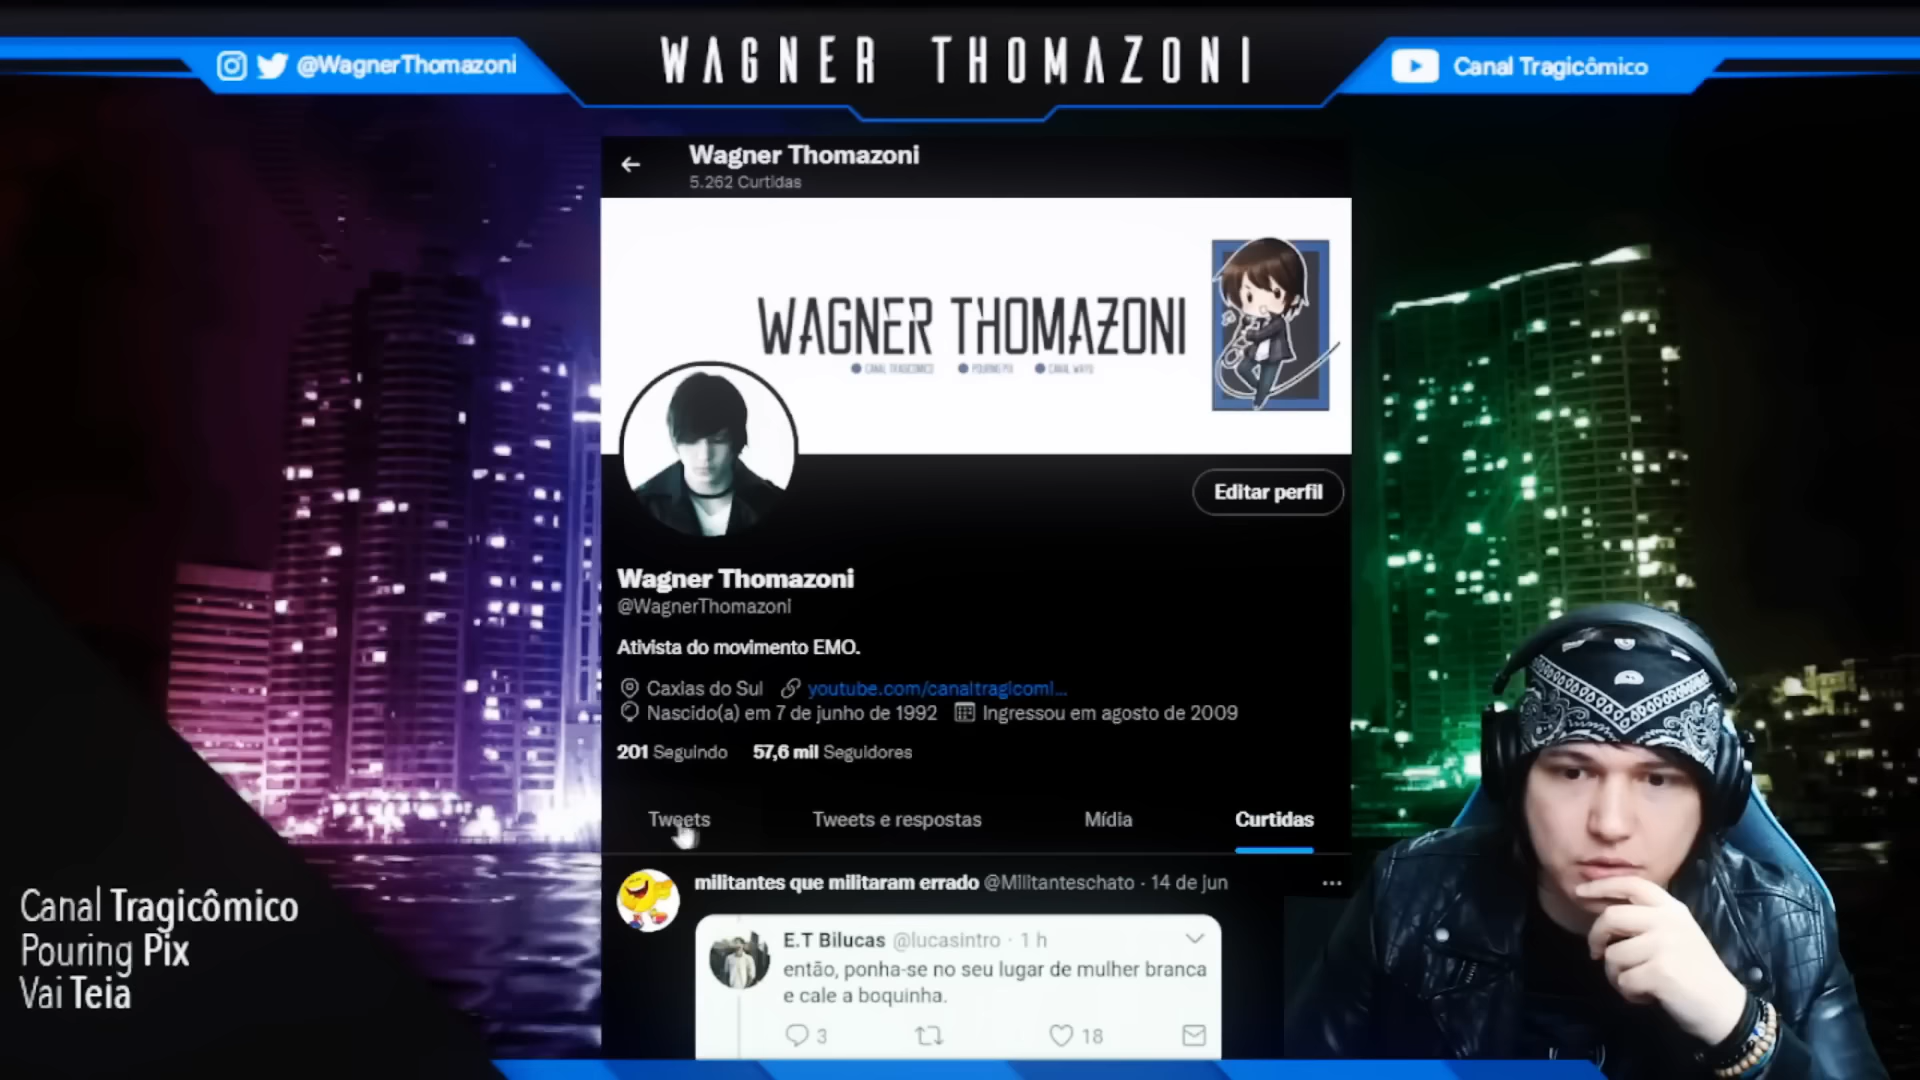 @WagnerThomazoni
WAGNER THOMAZONI
Canal Tragicômico
Wagner Thomazoni
5.262 Curtidas
WAGNER THOMAZONI
CANAL TRAGICÔMICO POURING PIX
Editar perfil
Wagner Thomazoni
@WagnerThomazoni
Ativista do movimento EMO.
Caxias do Sul youtube.com/canaltragicomi...
Nascido(a) em 7 de junho de 1992 Ingressou em agosto de 2009
201 Seguindo 57,6 mil Seguidores
Tweets Tweets e respostas Mídia Curtidas
militantes que militaram errado @Militanteschato · 14 de jun
E.T Bilucas @lucasintro · 1 h
então, ponha-se no seu lugar de mulher branca
e cale a boquinha.
3 18
Canal Tragicômico
Pouring Pix
Vai Teia